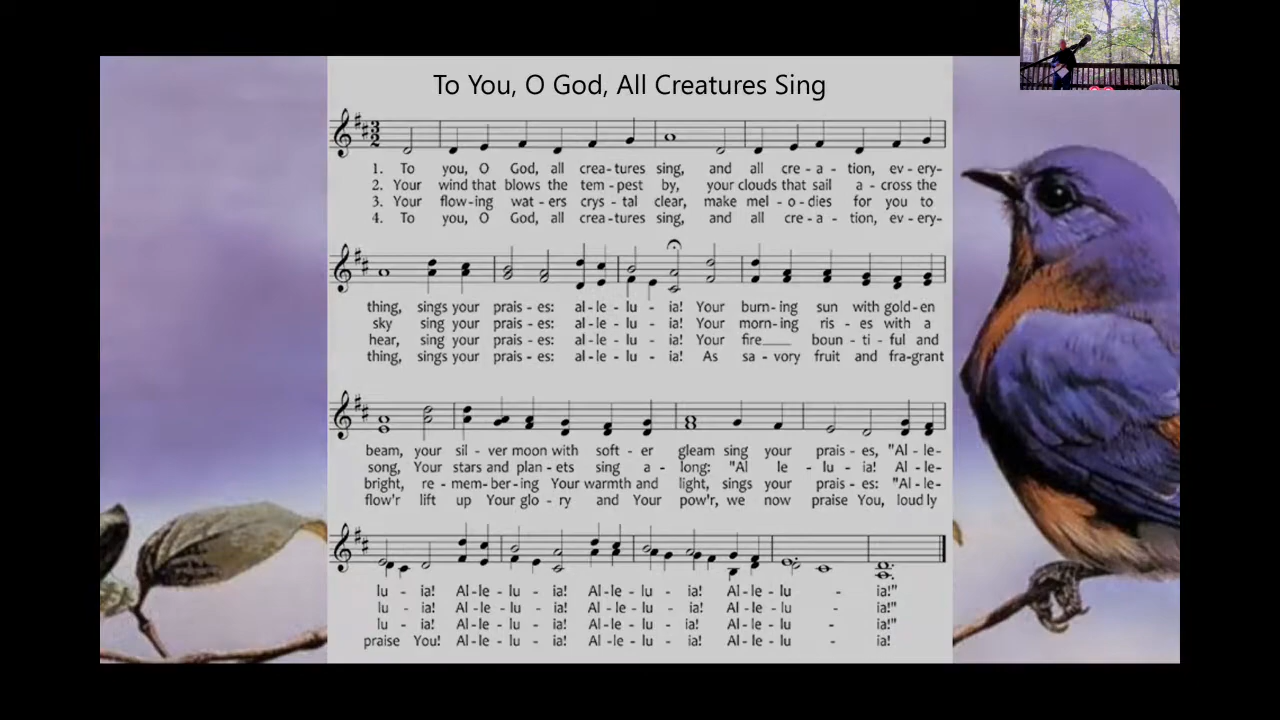 To You, O God, All Creatures Sing
1. To you, O God, all crea-tures sing, and all cre-a-tion, ev-ery-
2. Your wind that blows the tem-pest by, your clouds that sail a-cross the
3. Your flow-ing wat-ers crys-tal clear, make mel-o-dies for you to
4. To you, O God, all crea-tures sing, and all cre-a-tion, ev-ery-
thing, sings your prais-es: al-le-lu-ia! Your burn-ing sun with gold-en
sky sing your prais-es: al-le-lu-ia! Your morn-ing ris-es with a
hear, sing your prais-es: al-le-lu-ia! Your fire____ boun-ti-ful and
thing, sings your prais-es: al-le-lu-ia! As sa-vory fruit and fra-grant
beam, your sil-ver moon with soft-er gleam sing your prais-es, "Al-le-
song, Your stars and plan-ets sing a-long: "Al le-lu-ia! Al-le-
bright, re-mem-ber-ing Your warmth and light, sings your prais-es: "Al-le-
flow'r lift up Your glo-ry and Your pow'r, we now praise You, loudly
lu-ia! Al-le-lu-ia! Al-le-lu-ia! Al-le-lu-ia!"
lu-ia! Al-le-lu-ia! Al-le-lu-ia! Al-le-lu-ia!"
lu-ia! Al-le-lu-ia! Al-le-lu-ia! Al-le-lu-ia!"
praise You! Al-le-lu-ia! Al-le-lu-ia! Al-le-lu-ia!